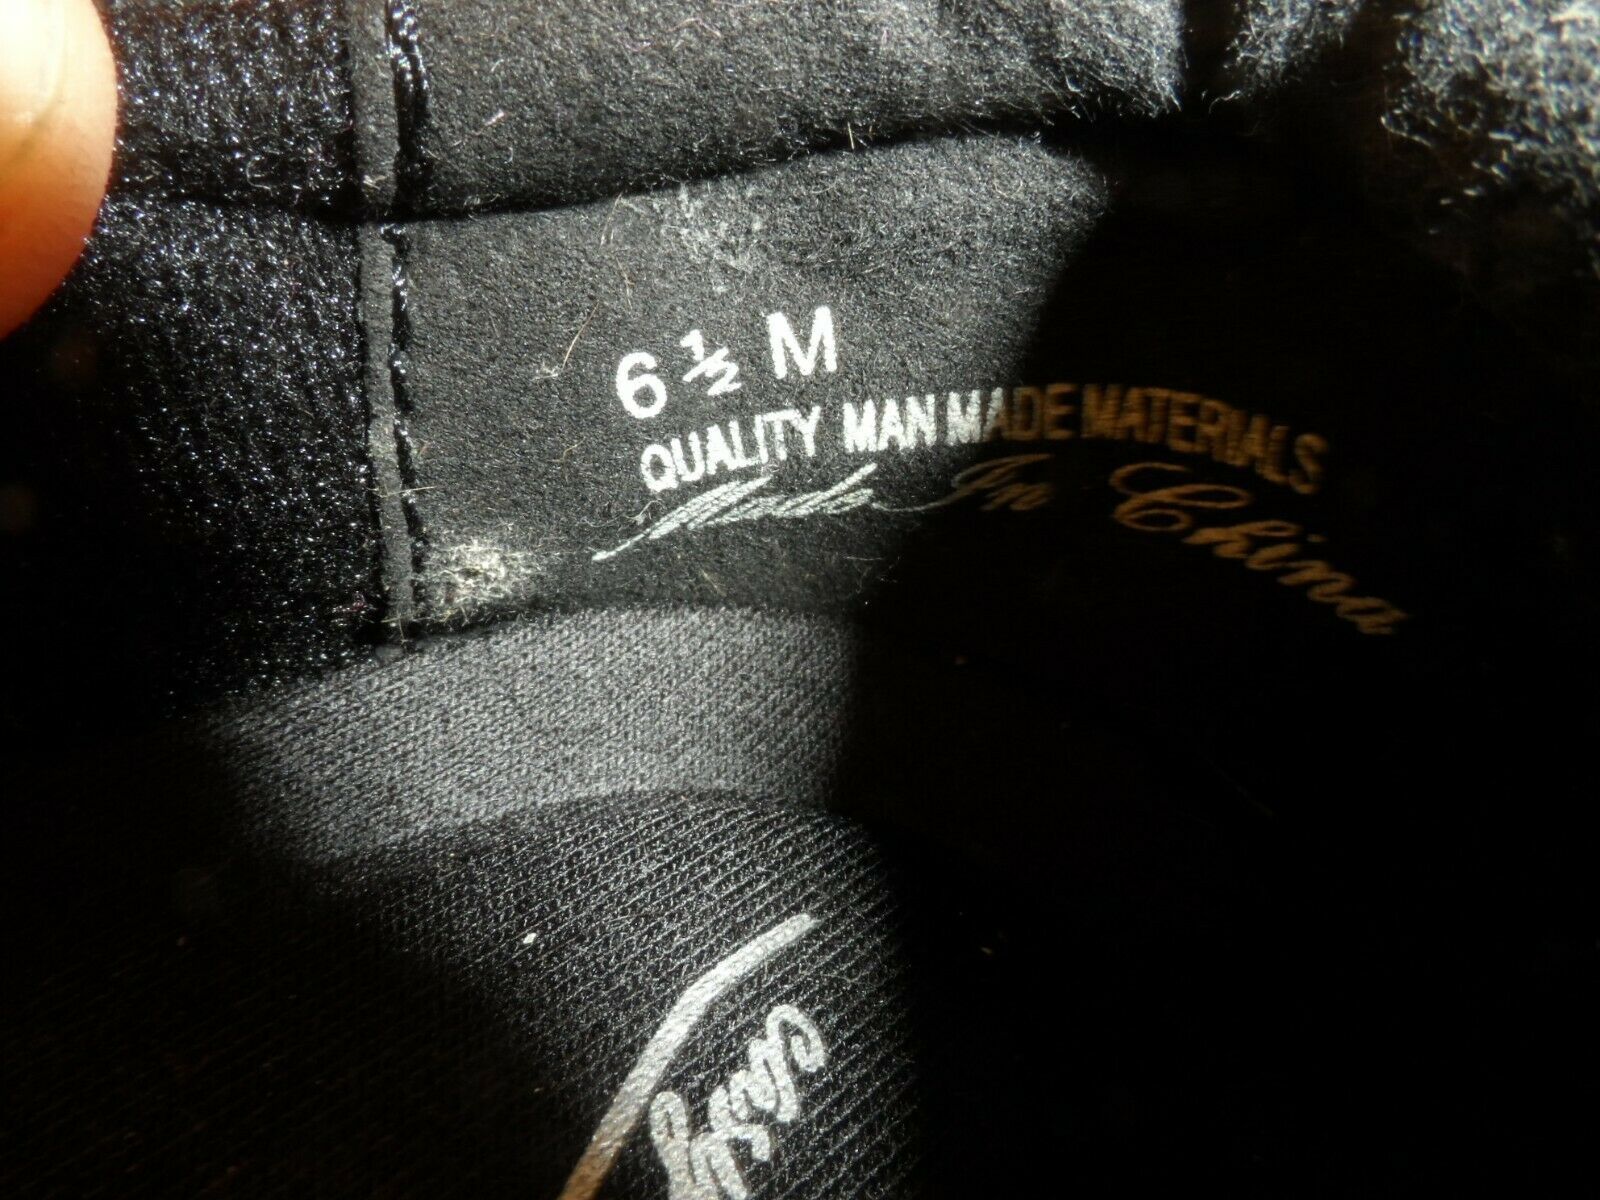 6 ½ M
QUALITY MAN MADE MATERIALS
Made In China